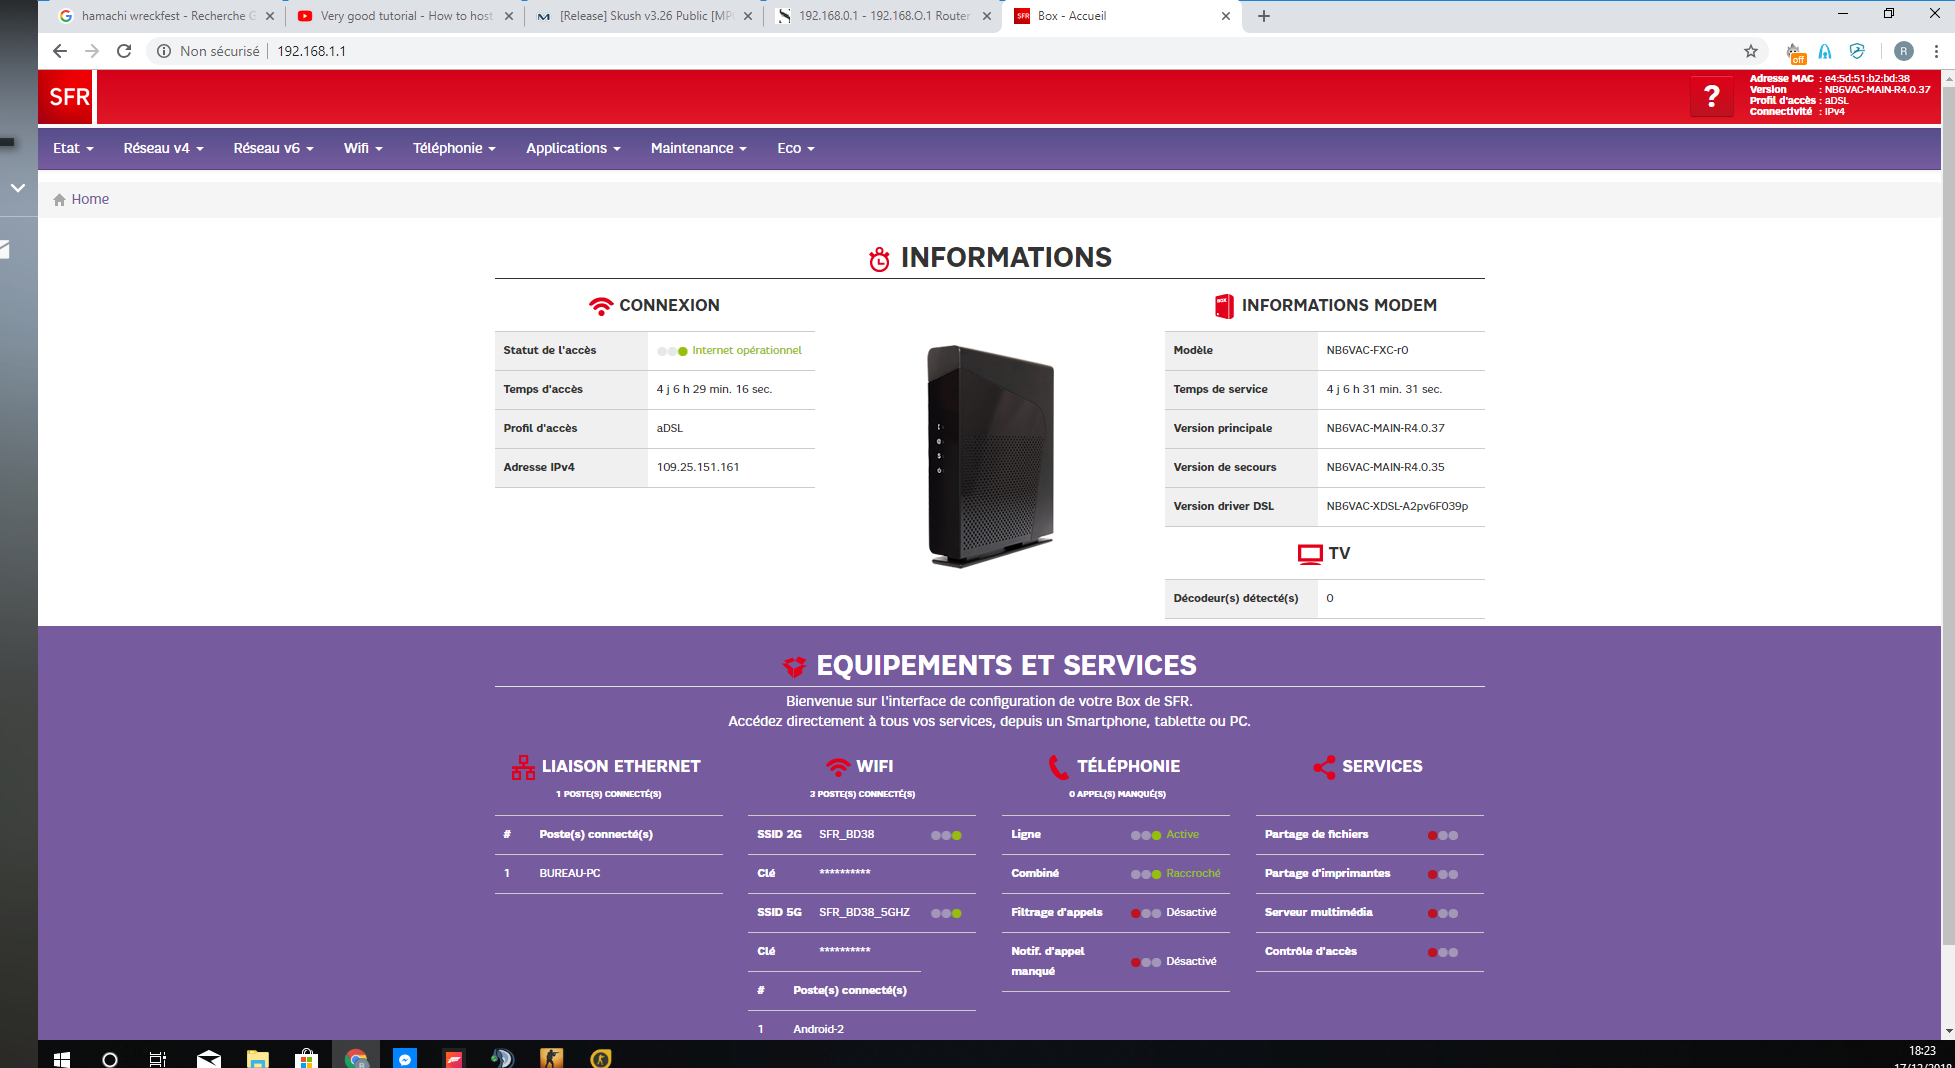 hamachi wreckfest - Recherche G
Very good tutorial - How to host
[Release] Skush v3.26 Public [MP
192.168.0.1 - 192.168.O.1 Router
Box - Accueil
Non sécurisé
192.168.1.1
off
R
SFR
?
Adresse MAC : e4:5d:51:b2:bd:38
Version : NB6VAC-MAIN-R4.0.37
Profil d'accès : aDSL
Connectivité : IPv4
Etat
Réseau v4
Réseau v6
Wifi
Téléphonie
Applications
Maintenance
Eco
Home
INFORMATIONS
CONNEXION
Statut de l'accès Internet opérationnel
Temps d'accès 4 j 6 h 29 min. 16 sec.
Profil d'accès aDSL
Adresse IPv4 109.25.151.161
INFORMATIONS MODEM
Modèle NB6VAC-FXC-r0
Temps de service 4 j 6 h 31 min. 31 sec.
Version principale NB6VAC-MAIN-R4.0.37
Version de secours NB6VAC-MAIN-R4.0.35
Version driver DSL NB6VAC-XDSL-A2pv6F039p
TV
Décodeur(s) détecté(s) 0
EQUIPEMENTS ET SERVICES
Bienvenue sur l'interface de configuration de votre Box de SFR.
Accédez directement à tous vos services, depuis un Smartphone, tablette ou PC.
LIAISON ETHERNET
1 POSTE(S) CONNECTÉ(S)
# Poste(s) connecté(s)
1 BUREAU-PC
WIFI
3 POSTE(S) CONNECTÉ(S)
SSID 2G SFR_BD38
Clé **********
SSID 5G SFR_BD38_5GHZ
Clé **********
# Poste(s) connecté(s)
1 Android-2
TÉLÉPHONIE
0 APPEL(S) MANQUÉ(S)
Ligne Active
Combiné Raccroché
Filtrage d'appels Désactivé
Notif. d'appel manqué Désactivé
SERVICES
Partage de fichiers
Partage d'imprimantes
Serveur multimédia
Contrôle d'accès
18:23
17/12/2018